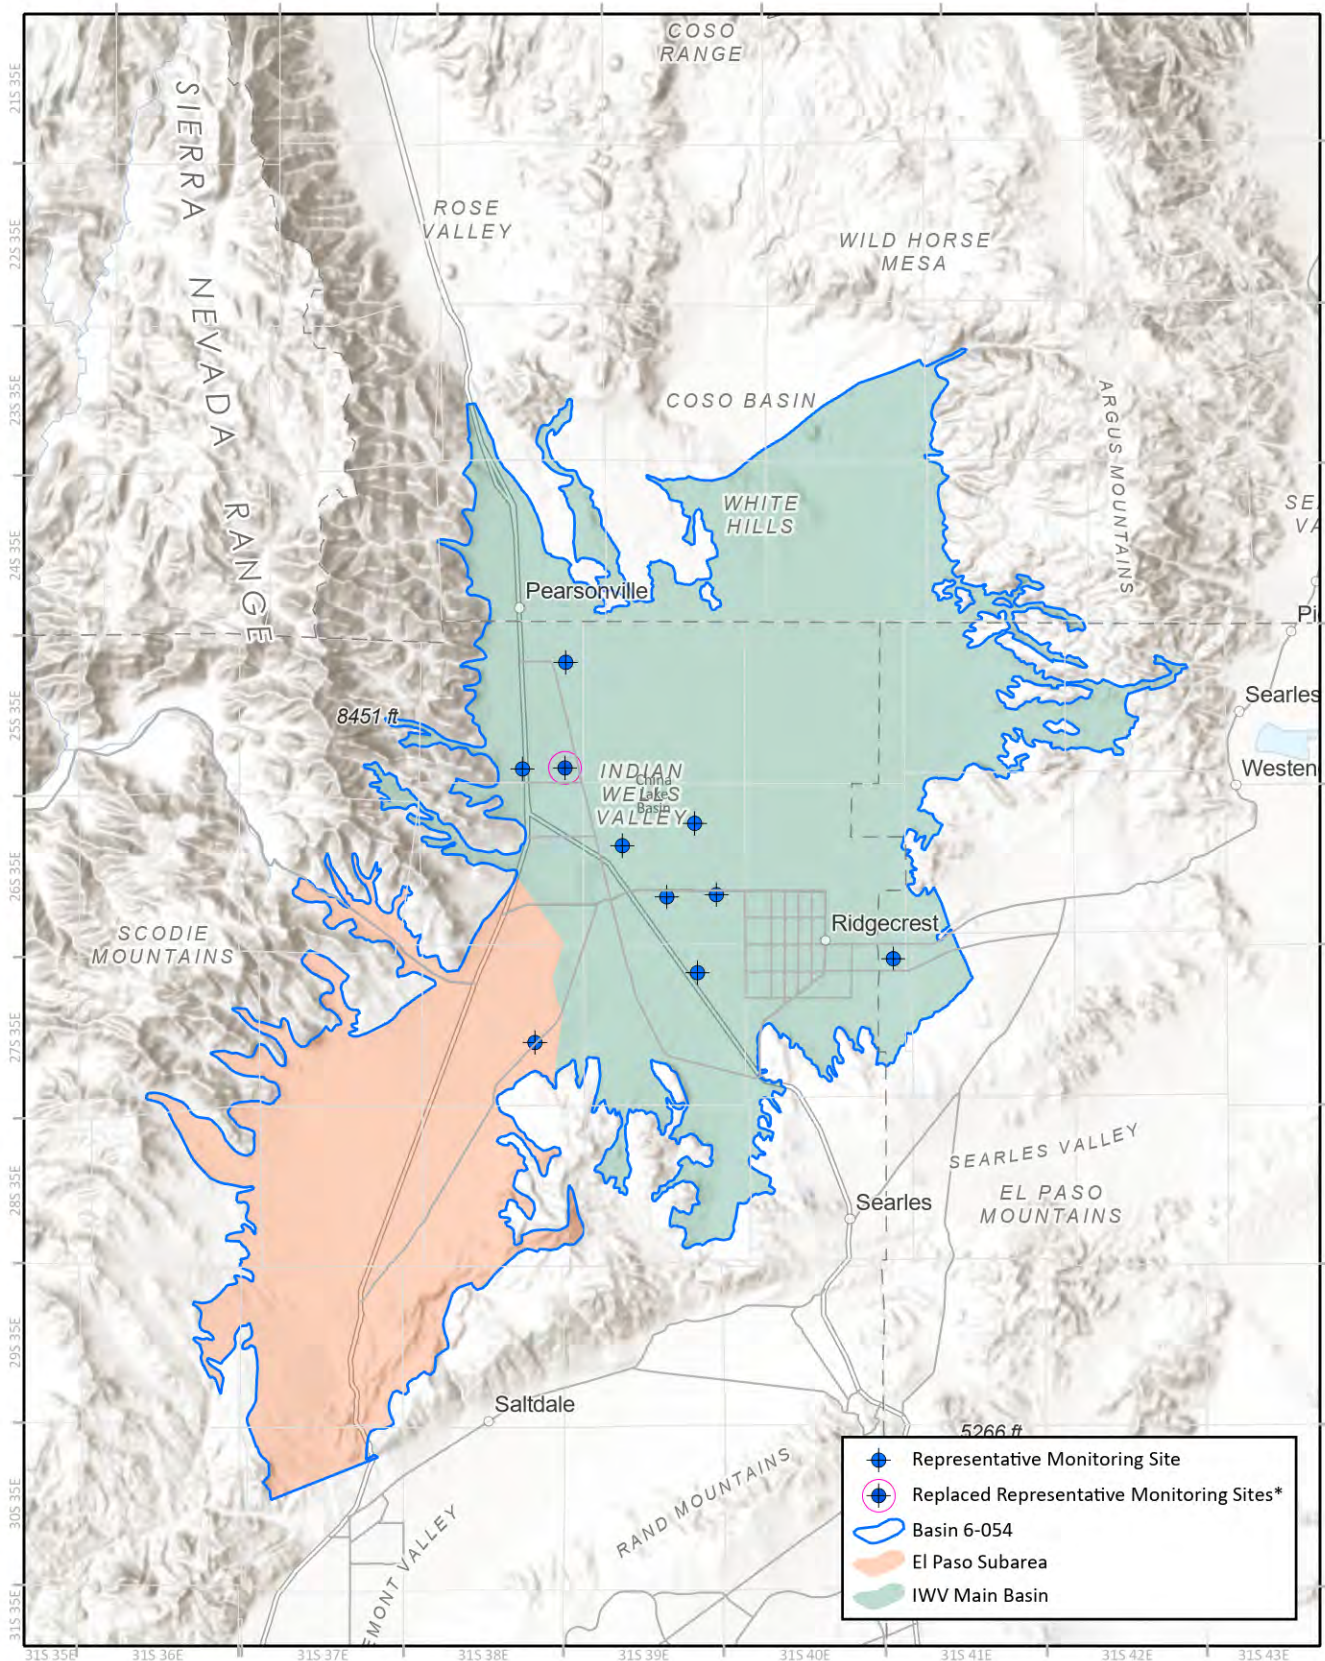 COSO
RANGE
SIERRA NEVADA RANGE
ROSE
VALLEY
WILD HORSE
MESA
COSO BASIN
ARGUS MOUNTAINS
WHITE
HILLS
SE
VA
Pearsonville
Pi
8451 ft
Searles
INDIAN
WELLS
VALLEY
China
Lake
Basin
Westen
SCODIE
MOUNTAINS
Ridgecrest
SEARLES VALLEY
EL PASO
MOUNTAINS
Searles
Saltdale
5266 ft
RAND MOUNTAINS
EMONT VALLEY
Representative Monitoring Site
Replaced Representative Monitoring Sites*
Basin 6-054
El Paso Subarea
IWV Main Basin
21S 35E
22S 35E
23S 35E
24S 35E
25S 35E
26S 35E
27S 35E
28S 35E
29S 35E
30S 35E
31S 35E
31S 35E
31S 36E
31S 37E
31S 38E
31S 39E
31S 40E
31S 41E
31S 42E
31S 43E